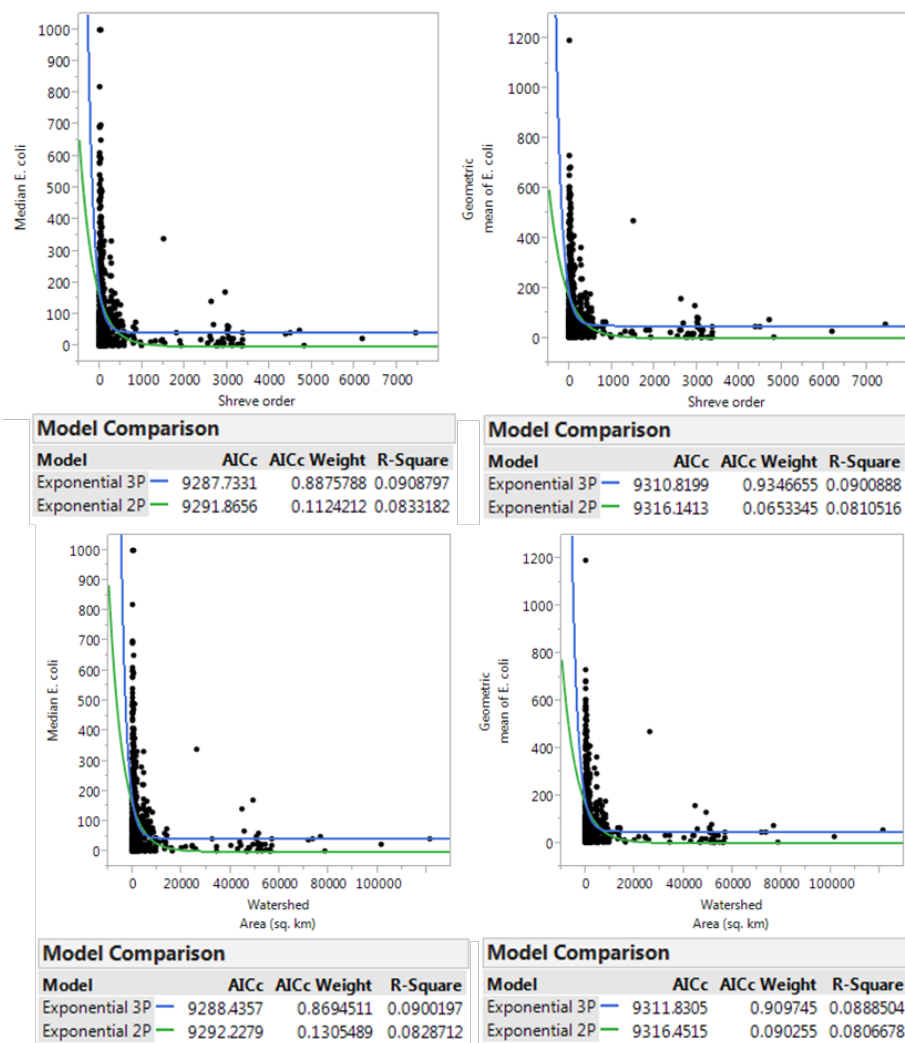 Median E. coli
1000
900
800
700
600
500
400
300
200
100
0
0 1000 2000 3000 4000 5000 6000 7000
Shreve order
Geometric
mean of E. coli
1200
1000
800
600
400
200
0
0 1000 2000 3000 4000 5000 6000 7000
Shreve order
Model Comparison
Model AICc AICc Weight R-Square
Exponential 3P 9287.7331 0.8875788 0.0908797
Exponential 2P 9291.8656 0.1124212 0.0833182
Model Comparison
Model AICc AICc Weight R-Square
Exponential 3P 9310.8199 0.9346655 0.0900888
Exponential 2P 9316.1413 0.0653345 0.0810516
Median E. coli
1000
900
800
700
600
500
400
300
200
100
0
0 20000 40000 60000 80000 100000
Watershed
Area (sq. km)
Geometric
mean of E. coli
1200
1000
800
600
400
200
0
0 20000 40000 60000 80000 100000
Watershed
Area (sq. km)
Model Comparison
Model AICc AICc Weight R-Square
Exponential 3P 9288.4357 0.8694511 0.0900197
Exponential 2P 9292.2279 0.1305489 0.0828712
Model Comparison
Model AICc AICc Weight R-Square
Exponential 3P 9311.8305 0.909745 0.0888504
Exponential 2P 9316.4515 0.090255 0.0806678